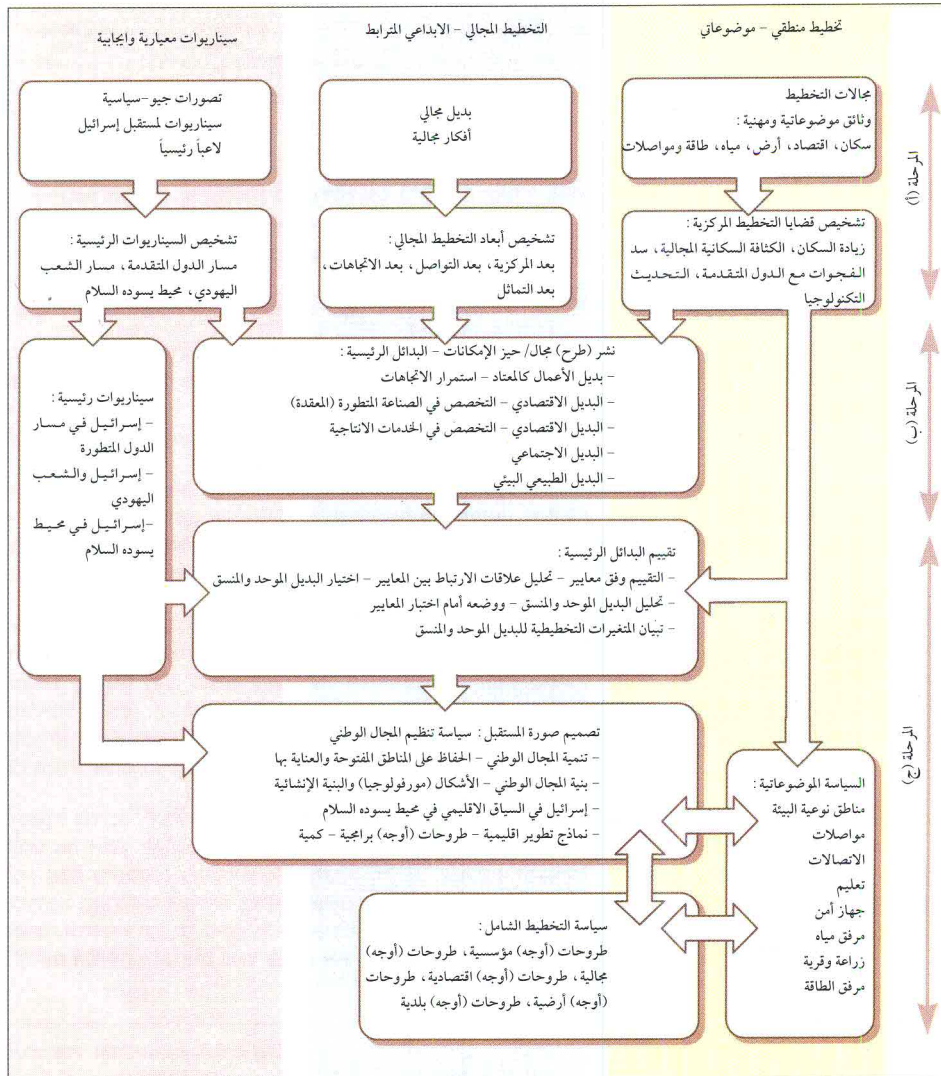 تخطيط منطقي - موضوعاتي
التخطيط المجالي - الابداعي المترابط
سيناريوات معيارية وايجابية
المرحلة (أ)
مجالات التخطيط
وثائق موضوعاتية ومهنية :
سكان، اقتصاد، أرض، مياه، طاقة ومواصلات
بديل مجالي
أفكار مجالية
تصورات جيو-سياسية
سيناريوات لمستقبل إسرائيل
لاعباً رئيسياً
تشخيص قضايا التخطيط المركزية :
زيادة السكان، الكثافة السكانية المجالية، سد
الفجوات مع الدول المتقدمة، التحديث
التكنولوجيا
تشخيص أبعاد التخطيط المجالي :
بعد المركزية، بعد التواصل، بعد الاتجاهات،
بعد التماثل
تشخيص السيناريوات الرئيسية :
مسار الدول المتقدمة، مسار الشعب
اليهودي، محيط يسوده السلام
المرحلة (ب)
نشر (طرح) مجال/ حيز الإمكانات - البدائل الرئيسية :
- بديل الأعمال كالمعتاد - استمرار الاتجاهات
- البديل الاقتصادي - التخصص في الصناعة المتطورة (المعقدة)
- البديل الاقتصادي - التخصص في الخدمات الانتاجية
- البديل الاجتماعي
- البديل الطبيعي البيئي
سيناريوات رئيسية :
- إسرائيل في مسار
الدول المتطورة
- إسرائيل والشعب
اليهودي
- إسرائيل في محيط
يسوده السلام
المرحلة (ج)
تقييم البدائل الرئيسية :
- التقييم وفق معايير - تحليل علاقات الارتباط بين المعايير - اختيار البديل الموحد والمنسق
- تحليل البديل الموحد والمنسق - ووضعه أمام اختبار المعايير
- تبيان المتغيرات التخطيطية للبديل الموحد والمنسق
تصميم صورة المستقبل : سياسة تنظيم المجال الوطني
تنمية المجال الوطني - الحفاظ على المناطق المفتوحة والعناية بها
بنية المجال الوطني - الأشكال (مورفولوجيا) والبنية الإنشائية
إسرائيل في السياق الاقليمي في محيط يسوده السلام
- نماذج تطوير اقليمية - طروحات (أوجه) برامجية - كمية
السياسة الموضوعاتية :
مناطق نوعية البيئة
مواصلات
الاتصالات
تعليم
جهاز أمن
مرفق مياه
زراعة وقرية
مرفق الطاقة
سياسة التخطيط الشامل :
طروحات (أوجه) مؤسسية، طروحات (أوجه)
مجالية، طروحات (أوجه) اقتصادية، طروحات
(أوجه) أرضية، طروحات (أوجه) بلدية